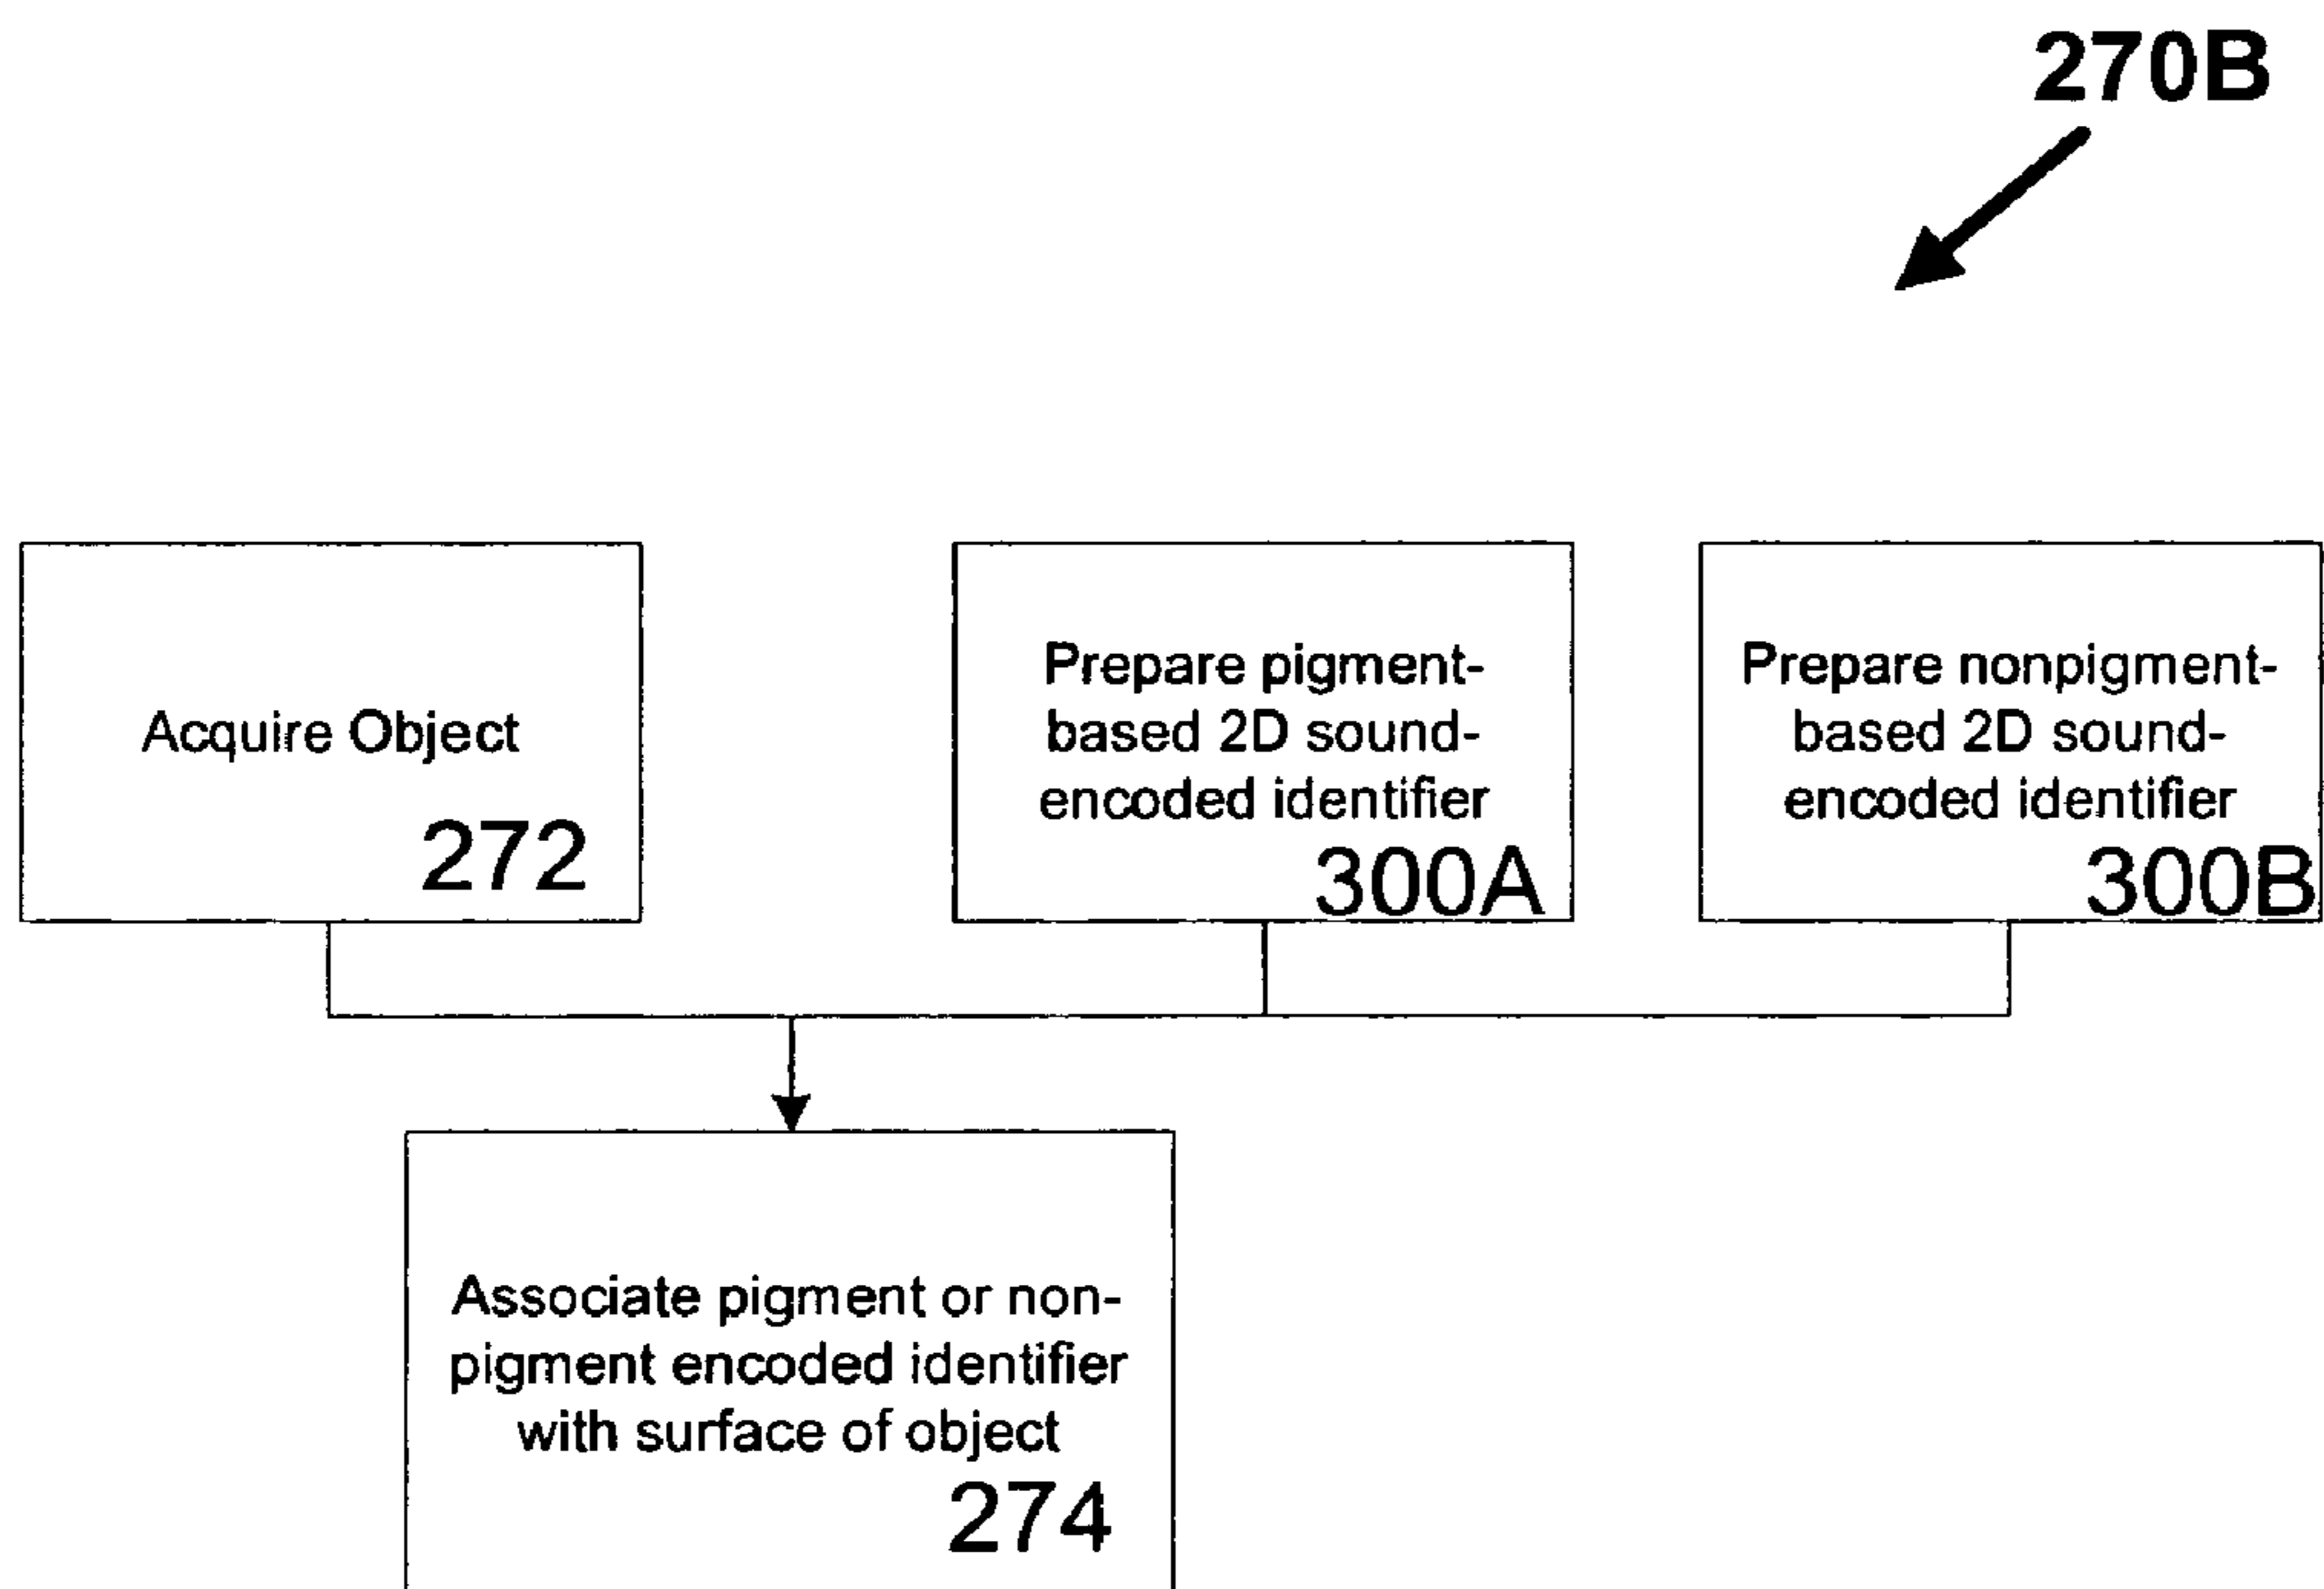 270B
Acquire Object
272
Prepare pigment-
based 2D sound-
encoded identifier
300A
Prepare nonpigment-
based 2D sound-
encoded identifier
300B
Associate pigment or non-
pigment encoded identifier
with surface of object
274